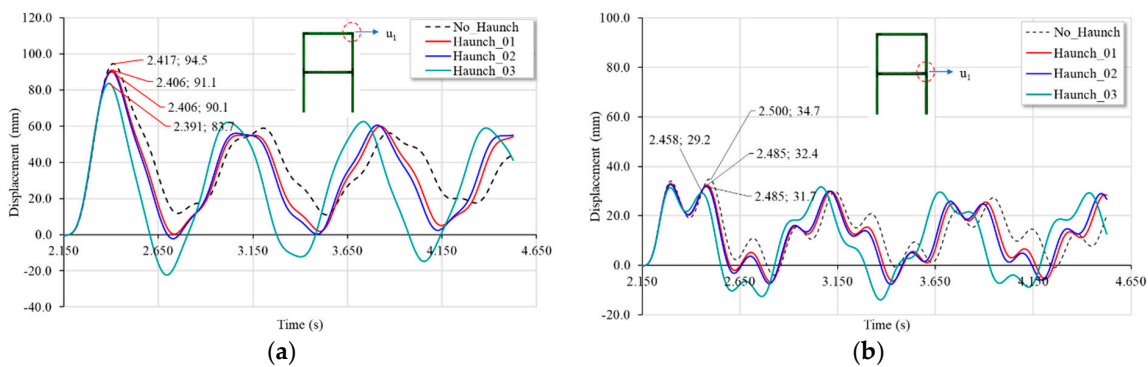 120.0
100.0
80.0
60.0
40.0
20.0
0.0
-20.0
-40.0
Displacement (mm)
2.150
2.650
3.150
3.650
4.150
4.650
Time (s)
2.417; 94.5
2.406; 91.1
2.406; 90.1
2.391; 83.7
u1
No_Haunch
Haunch_01
Haunch_02
Haunch_03
(a)
100.0
80.0
60.0
40.0
20.0
0.0
-20.0
Displacement (mm)
2.150
2.650
3.150
3.650
4.150
4.650
Time (s)
2.458; 29.2
2.500; 34.7
2.485; 32.4
2.485; 31.7
u1
No_Haunch
Haunch_01
Haunch_02
Haunch_03
(b)